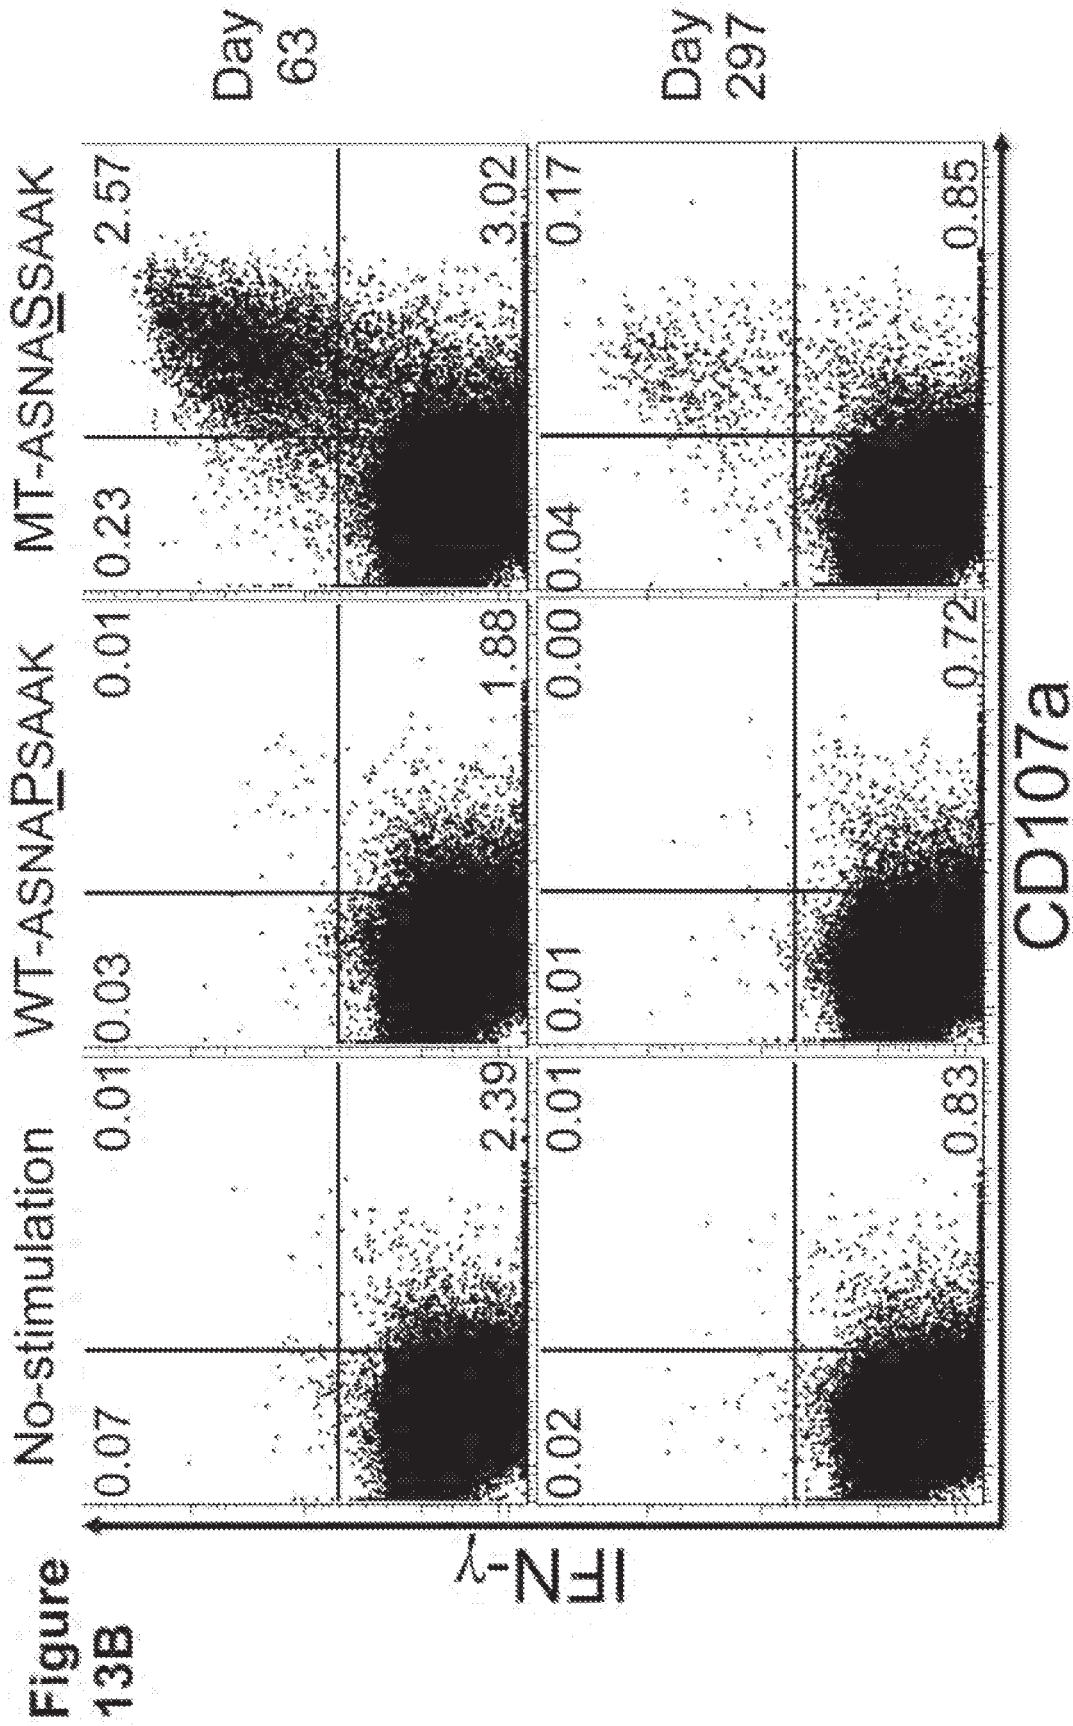 Figure
13B
No-stimulation
WT-ASNAPSAAK
MT-ASNASSAAK
0.07
0.01
2.39
0.03
0.01
1.88
0.23
2.57
3.02
Day
63
0.02
0.01
0.83
0.01
0.00
0.72
0.04
0.17
0.85
Day
297
IFN-γ
CD107a